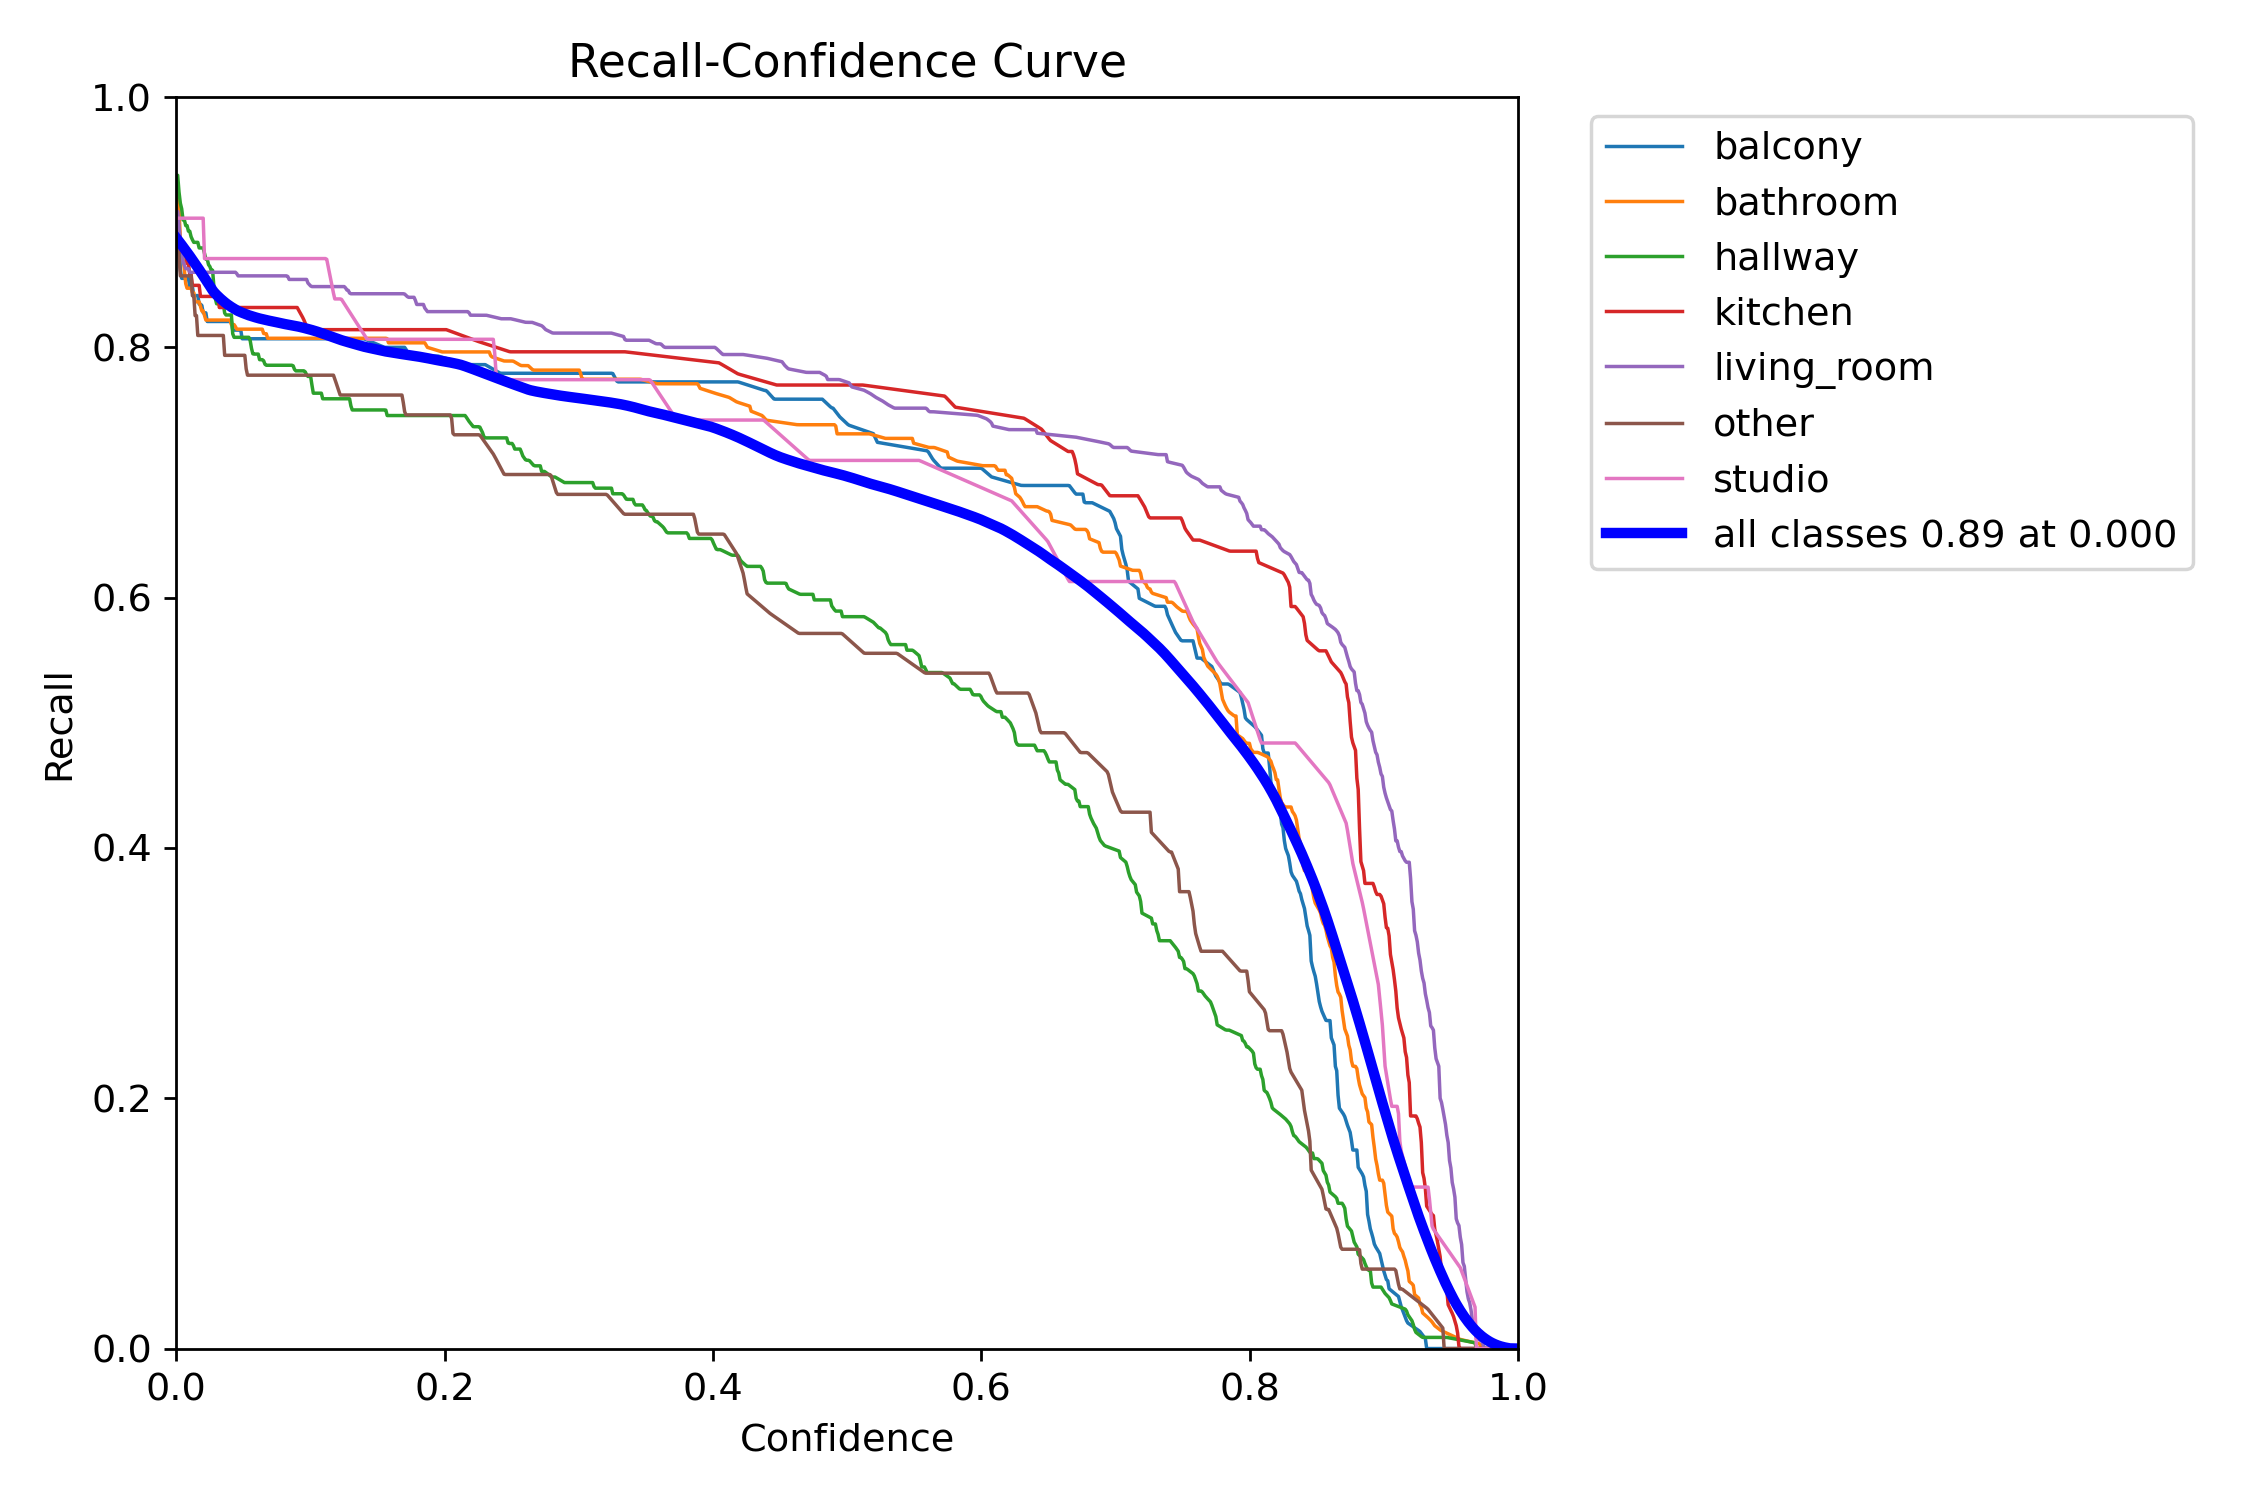 Recall-Confidence Curve
1.0
0.8
0.6
0.4
0.2
0.0
Recall
0.0 0.2 0.4 0.6 0.8 1.0
Confidence
balcony
bathroom
hallway
kitchen
living_room
other
studio
all classes 0.89 at 0.000